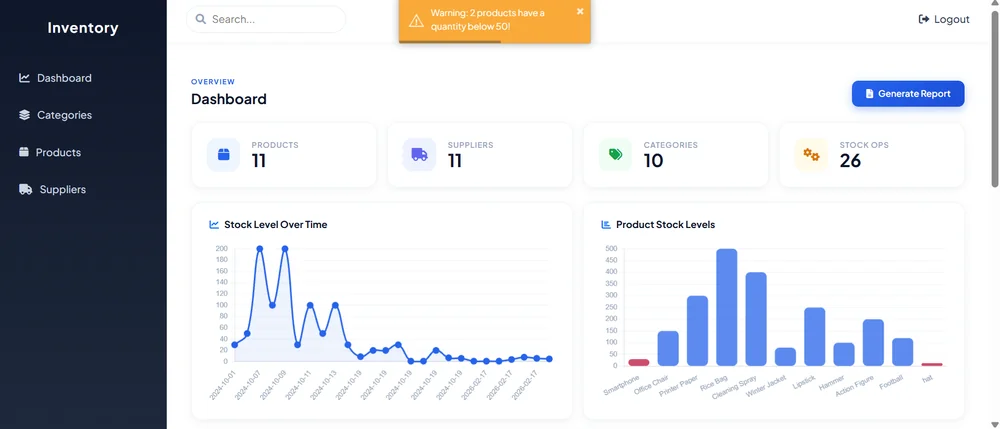 Inventory
Dashboard
Categories
Products
Suppliers
Search...
Warning: 2 products have a
quantity below 50!
×
Logout
OVERVIEW
Dashboard
Generate Report
PRODUCTS
11
SUPPLIERS
11
CATEGORIES
10
STOCK OPS
26
Stock Level Over Time
200
180
160
140
120
100
80
60
40
20
0
2024-10-01
2024-10-07
2024-10-09
2024-10-11
2024-10-13
2024-10-19
2024-10-19
2024-10-19
2024-10-19
2024-10-19
2026-02-17
2026-02-17
2026-02-17
Product Stock Levels
500
450
400
350
300
250
200
150
100
50
0
Smartphone
Office Chair
Printer Paper
Rice Bag
Cleaning Spray
Winter Jacket
Lipstick
Hammer
Action Figure
Football
hat